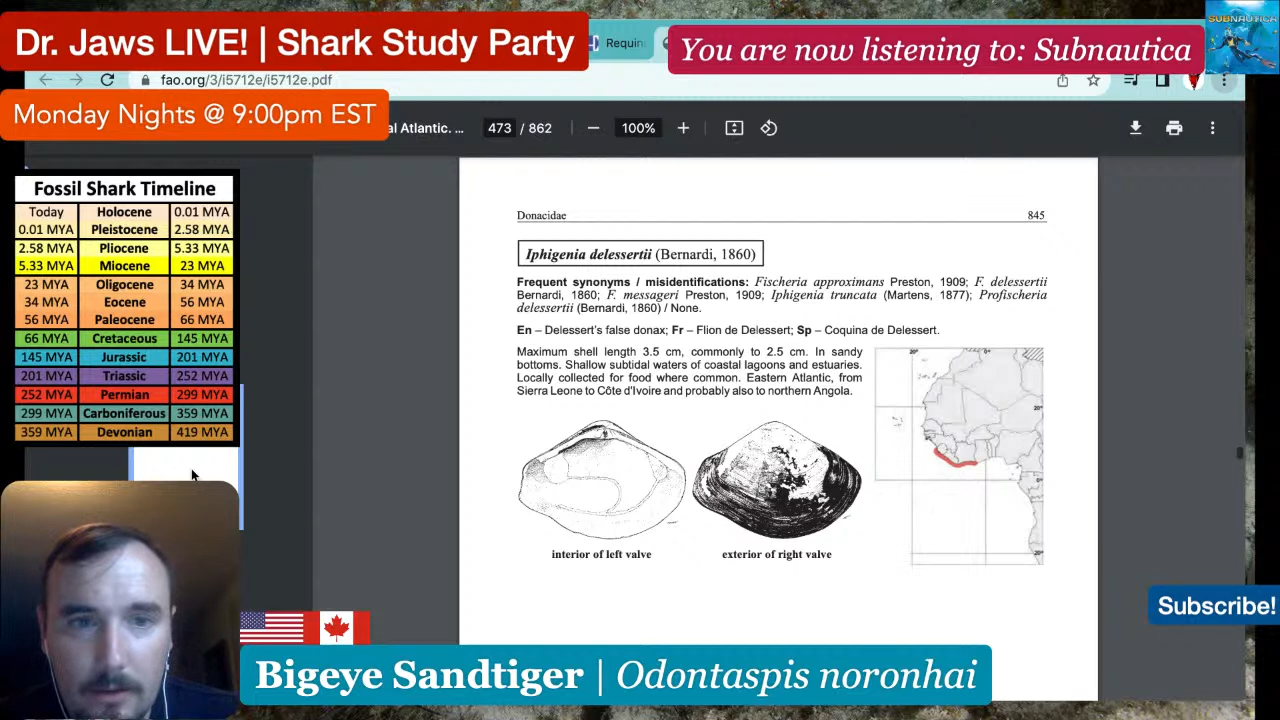 Dr. Jaws LIVE! | Shark Study Party
Requin
You are now listening to: Subnautica
SUBNAUTICA
fao.org/3/i5712e/i5712e.pdf
Monday Nights @ 9:00pm EST
al Atlantic. ...
473 / 862
100%
Fossil Shark Timeline
Today Holocene 0.01 MYA
0.01 MYA Pleistocene 2.58 MYA
2.58 MYA Pliocene 5.33 MYA
5.33 MYA Miocene 23 MYA
23 MYA Oligocene 34 MYA
34 MYA Eocene 56 MYA
56 MYA Paleocene 66 MYA
66 MYA Cretaceous 145 MYA
145 MYA Jurassic 201 MYA
201 MYA Triassic 252 MYA
252 MYA Permian 299 MYA
299 MYA Carboniferous 359 MYA
359 MYA Devonian 419 MYA
Donacidae 845
Iphigenia delessertii (Bernardi, 1860)
Frequent synonyms / misidentifications: Fischeria approximans Preston, 1909; F. delessertii
Bernardi, 1860; F. messageri Preston, 1909; Iphigenia truncata (Martens, 1877); Profischeria
delessertii (Bernardi, 1860) / None.
En – Delessert's false donax; Fr – Flion de Delessert; Sp – Coquina de Delessert.
Maximum shell length 3.5 cm, commonly to 2.5 cm. In sandy
bottoms. Shallow subtidal waters of coastal lagoons and estuaries.
Locally collected for food where common. Eastern Atlantic, from
Sierra Leone to Côte d'Ivoire and probably also to northern Angola.
20° 0°
20°
0°
20°
interior of left valve
exterior of right valve
Subscribe!
Bigeye Sandtiger | Odontaspis noronhai